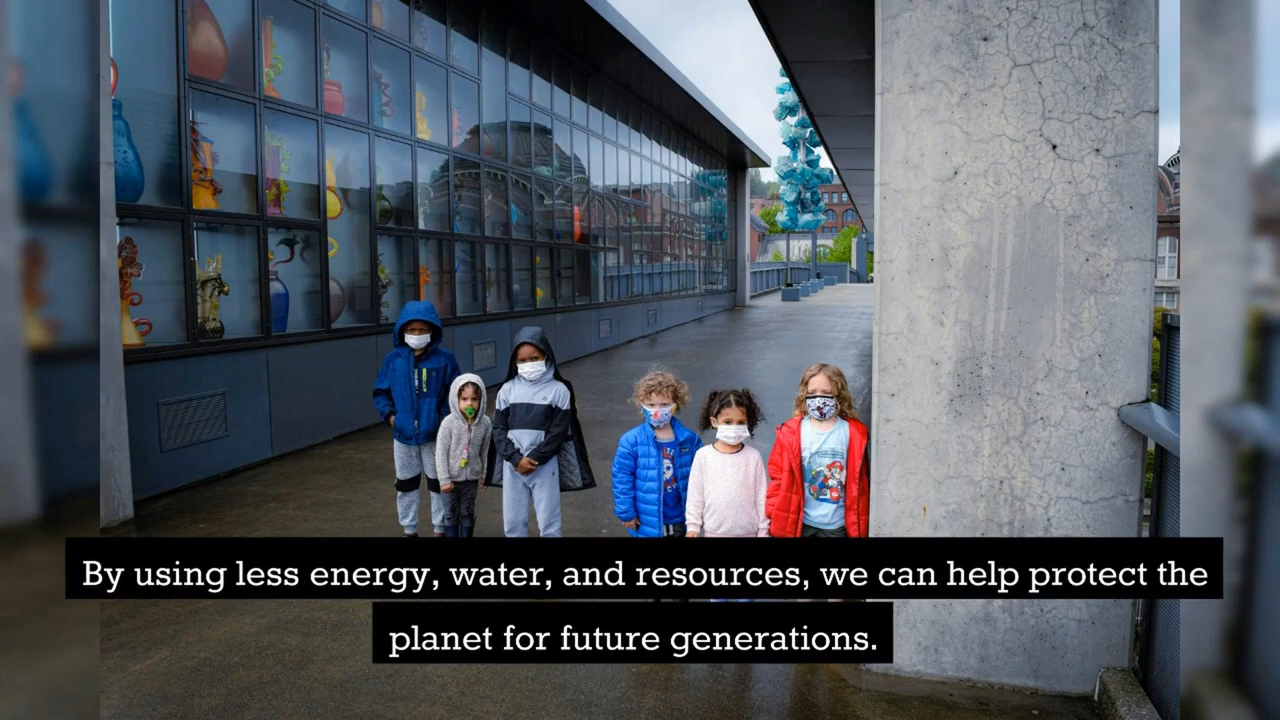 By using less energy, water, and resources, we can help protect the
planet for future generations.